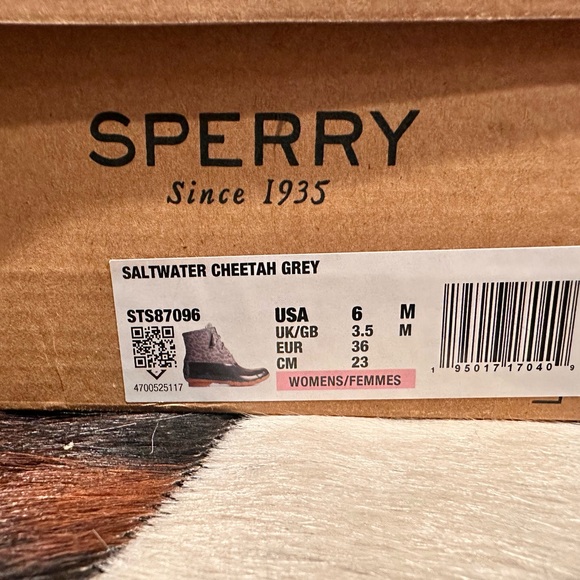 SPERRY
Since 1935
SALTWATER CHEETAH GREY
STS87096
4700525117
USA 6 M
UK/GB 3.5 M
EUR 36
CM 23
WOMENS/FEMMES
1 95017 17040 9